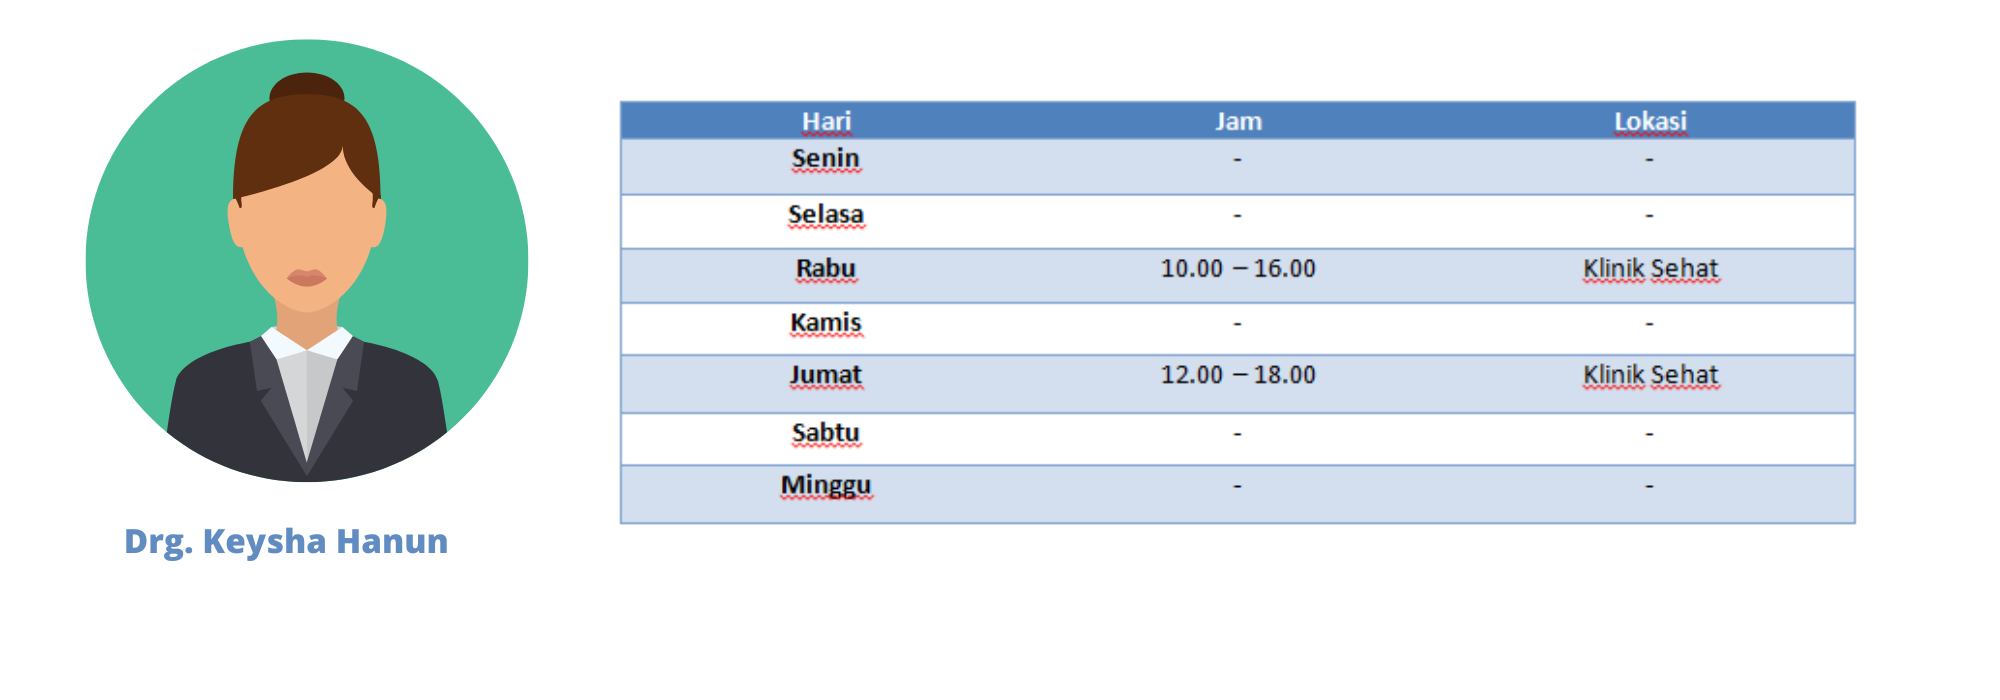 Hari Jam Lokasi
Senin - -
Selasa - -
Rabu 10.00 – 16.00 Klinik Sehat
Kamis - -
Jumat 12.00 – 18.00 Klinik Sehat
Sabtu - -
Minggu - -
Drg. Keysha Hanun